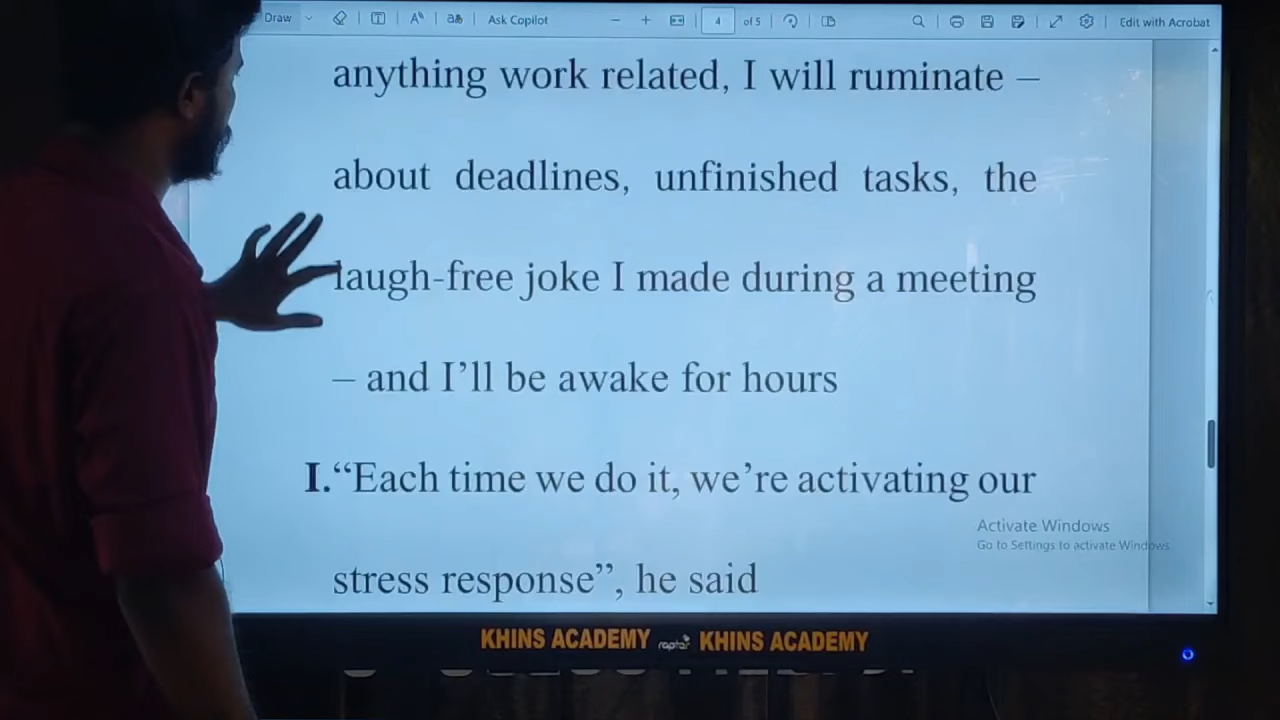 Draw
Ask Copilot
4 of 5
Edit with Acrobat
anything work related, I will ruminate –
about deadlines, unfinished tasks, the
laugh-free joke I made during a meeting
– and I’ll be awake for hours
I.“Each time we do it, we’re activating our
stress response”, he said
Activate Windows
Go to Settings to activate Windows.
KHINS ACADEMY raptor KHINS ACADEMY